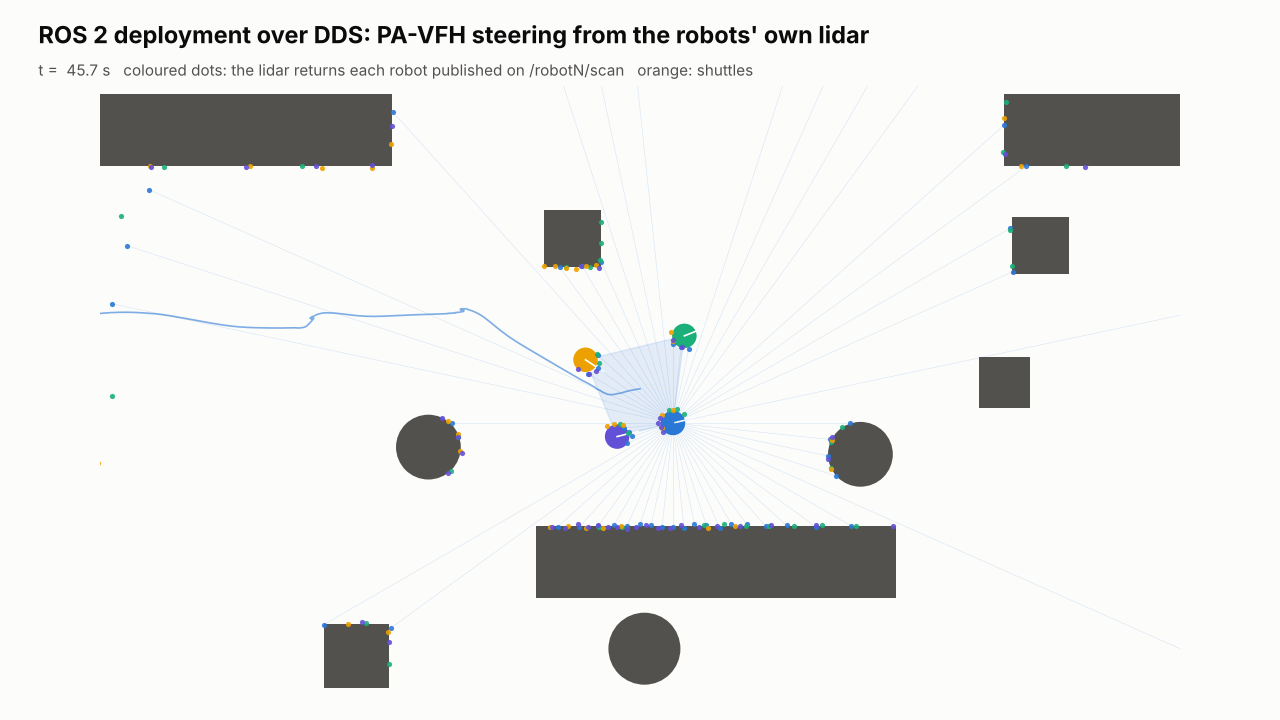 ROS 2 deployment over DDS: PA-VFH steering from the robots' own lidar
t =  45.7 s   coloured dots: the lidar returns each robot published on /robotN/scan   orange: shuttles